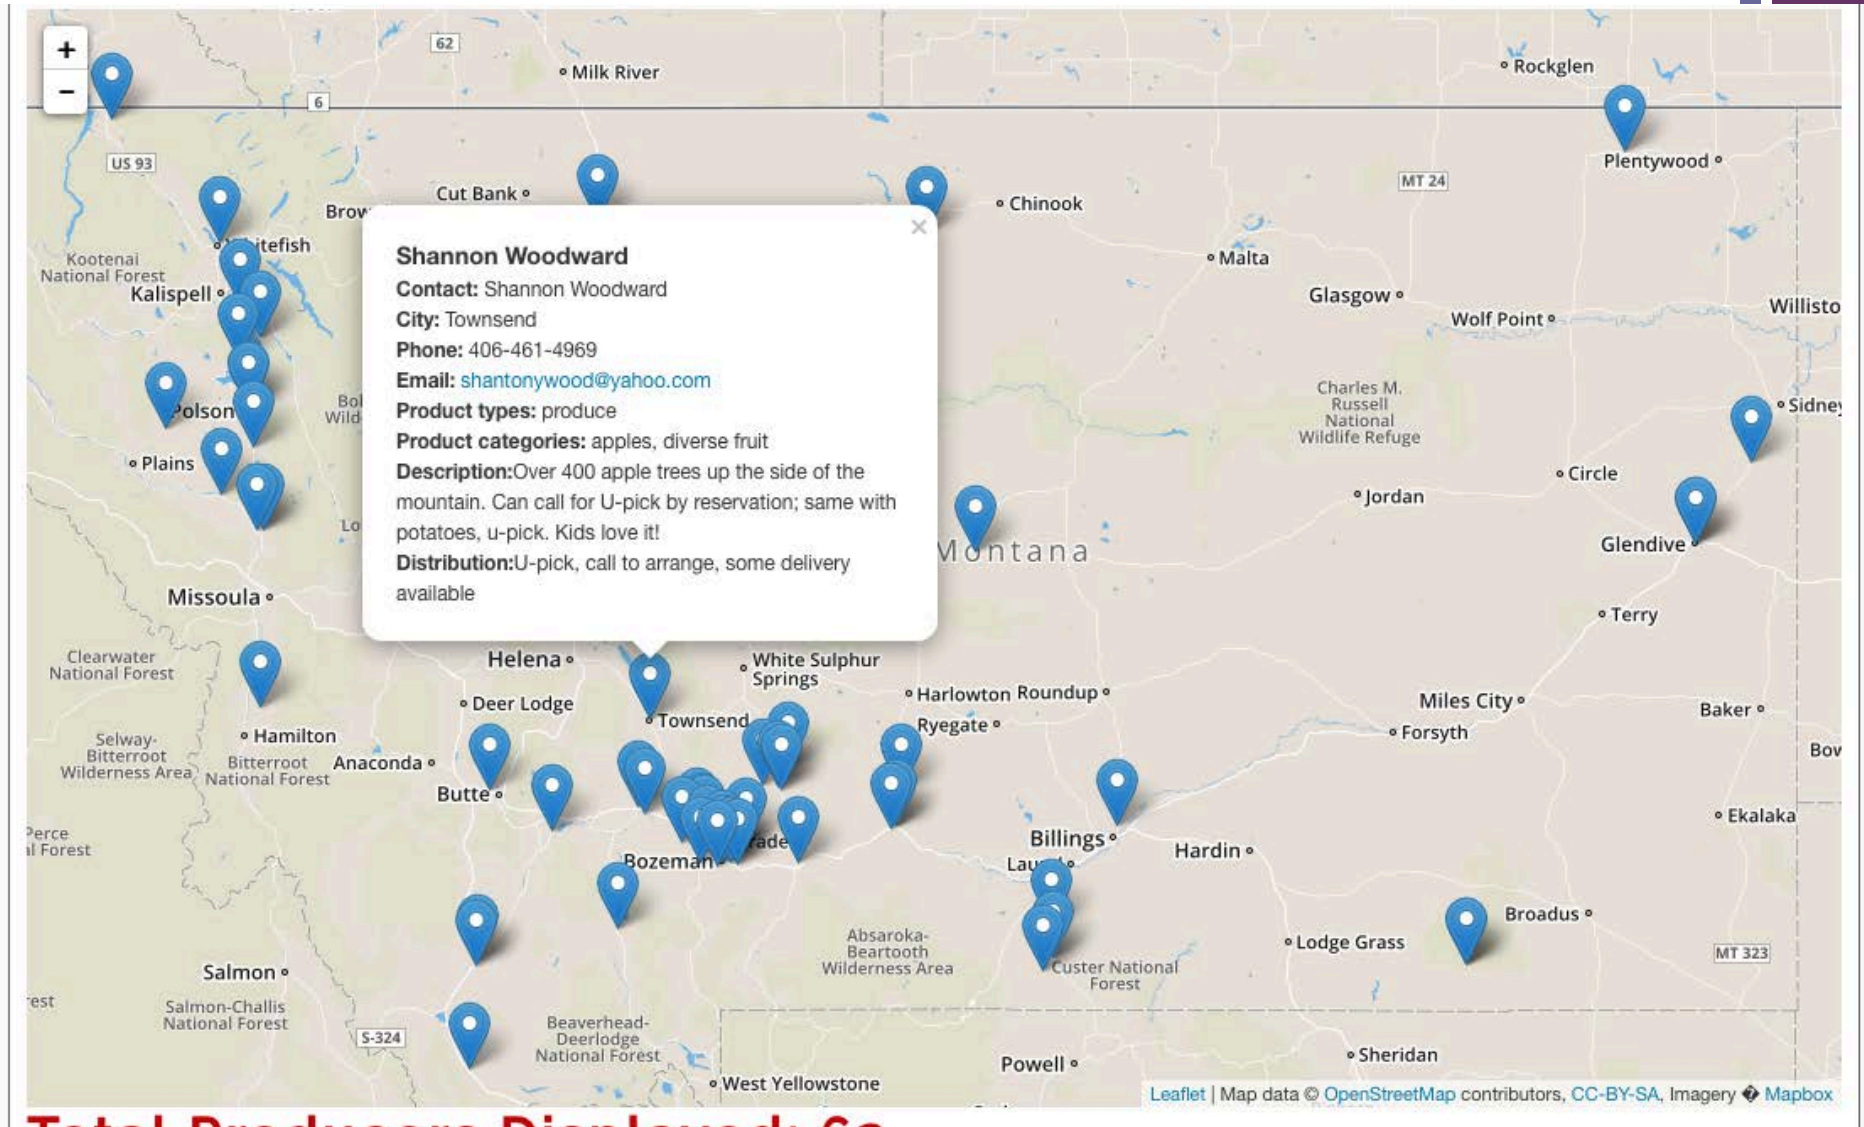 +
−
62
Milk River
Rockglen
6
US 93
Plentywood
MT 24
Cut Bank
Chinook
Kootenai
National Forest
Malta
Kalispell
Glasgow
Wolf Point
Shannon Woodward
×
Contact: Shannon Woodward
City: Townsend
Phone: 406-461-4969
Email: shantonywood@yahoo.com
Product types: produce
Product categories: apples, diverse fruit
Description:Over 400 apple trees up the side of the
mountain. Can call for U-pick by reservation; same with
potatoes, u-pick. Kids love it!
Distribution:U-pick, call to arrange, some delivery
available
Charles M.
Russell
National
Wildlife Refuge
Polson
Plains
Circle
Jordan
Montana
Glendive
Missoula
Terry
Clearwater
National Forest
Helena
White Sulphur
Springs
Harlowton
Roundup
Deer Lodge
Townsend
Ryegate
Miles City
Baker
Forsyth
Hamilton
Selway-
Bitterroot
Wilderness Area
Bitterroot
National Forest
Anaconda
Butte
Ekalaka
Billings
Hardin
Bozeman
Broadus
Absaroka-
Beartooth
Wilderness Area
Lodge Grass
MT 323
Custer National
Forest
Salmon
Salmon-Challis
National Forest
S-324
Beaverhead-
Deerlodge
National Forest
Powell
Sheridan
West Yellowstone
Leaflet | Map data © OpenStreetMap contributors, CC-BY-SA, Imagery � Mapbox
Total Producers Displayed: